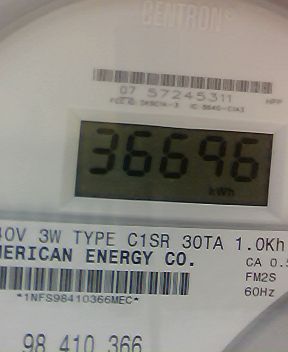 CENTRON®
07 57245311
36696
kWh
40V 3W TYPE C1SR 30TA 1.0Kh
MERICAN ENERGY CO.
CA 0.5
FM2S
*1NFS98410366MEC*
60Hz
98 410 366